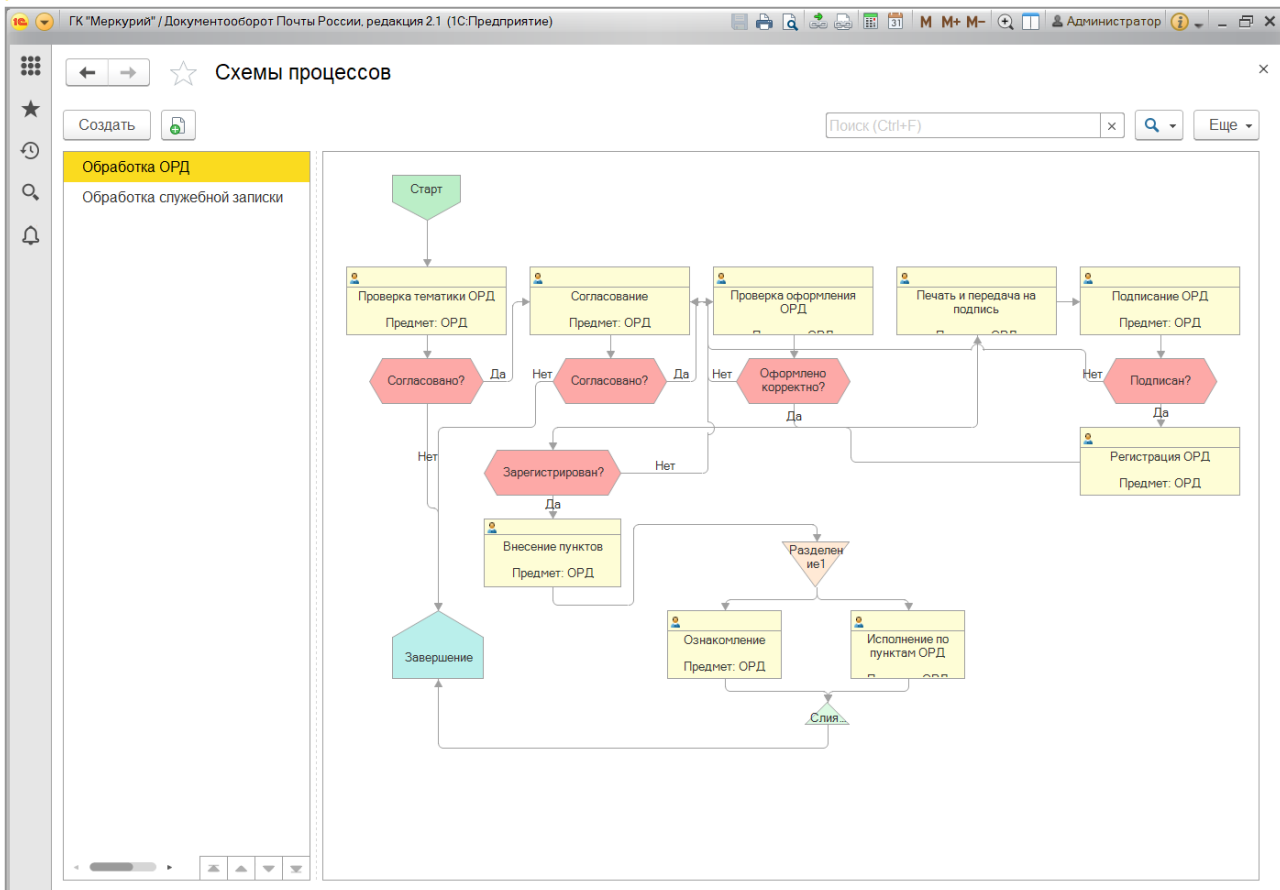 ГК "Меркурий" / Документооборот Почты России, редакция 2.1 (1С:Предприятие)
31
M M+ M−
Администратор
Схемы процессов
Создать
Поиск (Ctrl+F)
Еще
Обработка ОРД
Обработка служебной записки
Старт
Проверка тематики ОРД
Предмет: ОРД
Согласование
Предмет: ОРД
Проверка оформления
ОРД
Печать и передача на
подпись
Подписание ОРД
Предмет: ОРД
Согласовано?
Да
Нет
Согласовано?
Да
Нет
Оформлено
корректно?
Да
Нет
Подписан?
Да
Нет
Регистрация ОРД
Предмет: ОРД
Зарегистрирован?
Нет
Да
Внесение пунктов
Предмет: ОРД
Разделен
ие1
Ознакомление
Предмет: ОРД
Исполнение по
пунктам ОРД
Завершение
Слия...